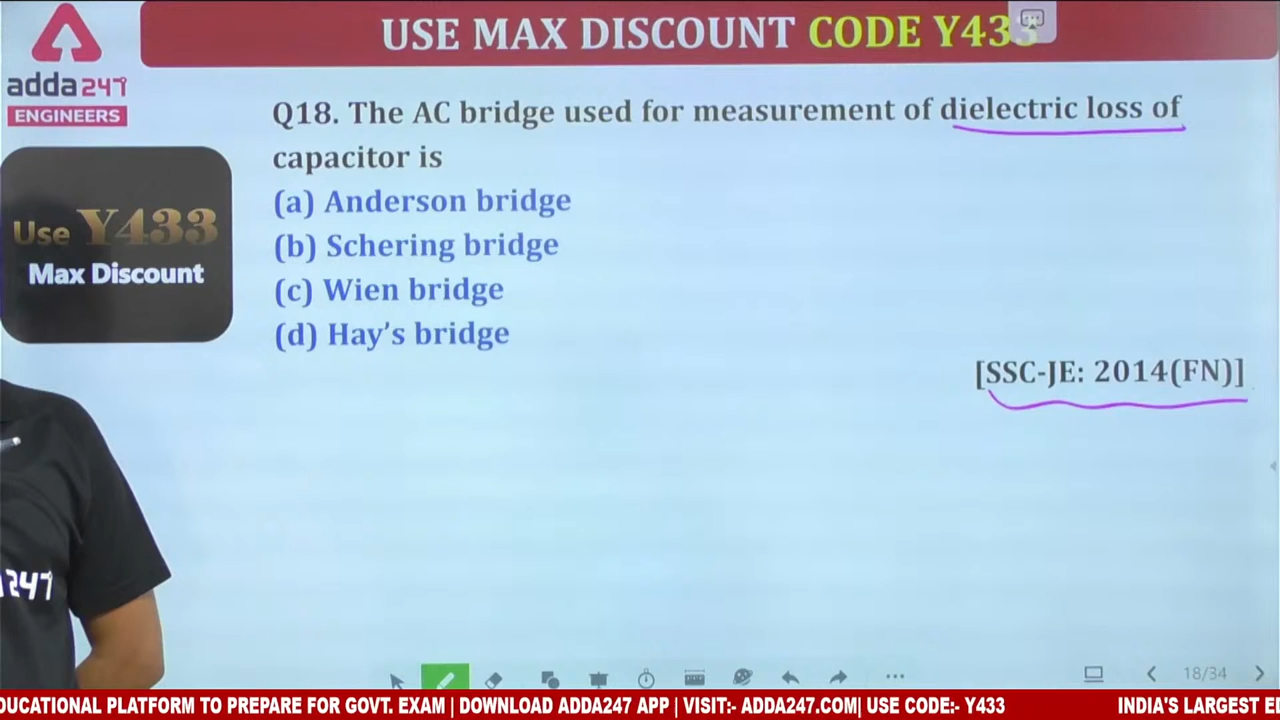 USE MAX DISCOUNT CODE Y433
adda247
ENGINEERS
Use Y433
Max Discount
Q18. The AC bridge used for measurement of dielectric loss of
capacitor is
(a) Anderson bridge
(b) Schering bridge
(c) Wien bridge
(d) Hay's bridge
[SSC-JE: 2014(FN)]
247
18/34
DUCATIONAL PLATFORM TO PREPARE FOR GOVT. EXAM | DOWNLOAD ADDA247 APP | VISIT:- ADDA247.COM| USE CODE:- Y433 INDIA'S LARGEST